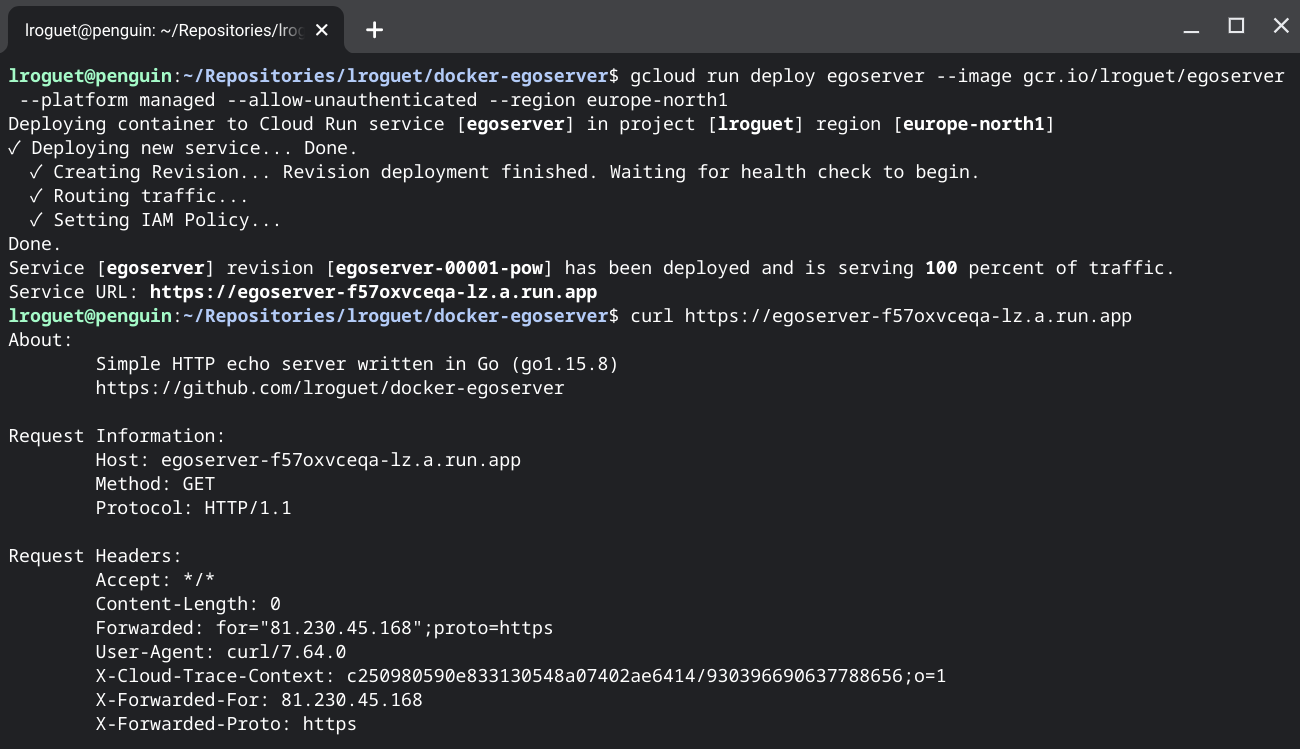 lroguet@penguin: ~/Repositories/lrog
lroguet@penguin:~/Repositories/lroguet/docker-egoserver$ gcloud run deploy egoserver --image gcr.io/lroguet/egoserver
 --platform managed --allow-unauthenticated --region europe-north1
Deploying container to Cloud Run service [egoserver] in project [lroguet] region [europe-north1]
✓ Deploying new service... Done.
  ✓ Creating Revision... Revision deployment finished. Waiting for health check to begin.
  ✓ Routing traffic...
  ✓ Setting IAM Policy...
Done.
Service [egoserver] revision [egoserver-00001-pow] has been deployed and is serving 100 percent of traffic.
Service URL: https://egoserver-f57oxvceqa-lz.a.run.app
lroguet@penguin:~/Repositories/lroguet/docker-egoserver$ curl https://egoserver-f57oxvceqa-lz.a.run.app
About:
        Simple HTTP echo server written in Go (go1.15.8)
        https://github.com/lroguet/docker-egoserver

Request Information:
        Host: egoserver-f57oxvceqa-lz.a.run.app
        Method: GET
        Protocol: HTTP/1.1

Request Headers:
        Accept: */*
        Content-Length: 0
        Forwarded: for="81.230.45.168";proto=https
        User-Agent: curl/7.64.0
        X-Cloud-Trace-Context: c250980590e833130548a07402ae6414/930396690637788656;o=1
        X-Forwarded-For: 81.230.45.168
        X-Forwarded-Proto: https